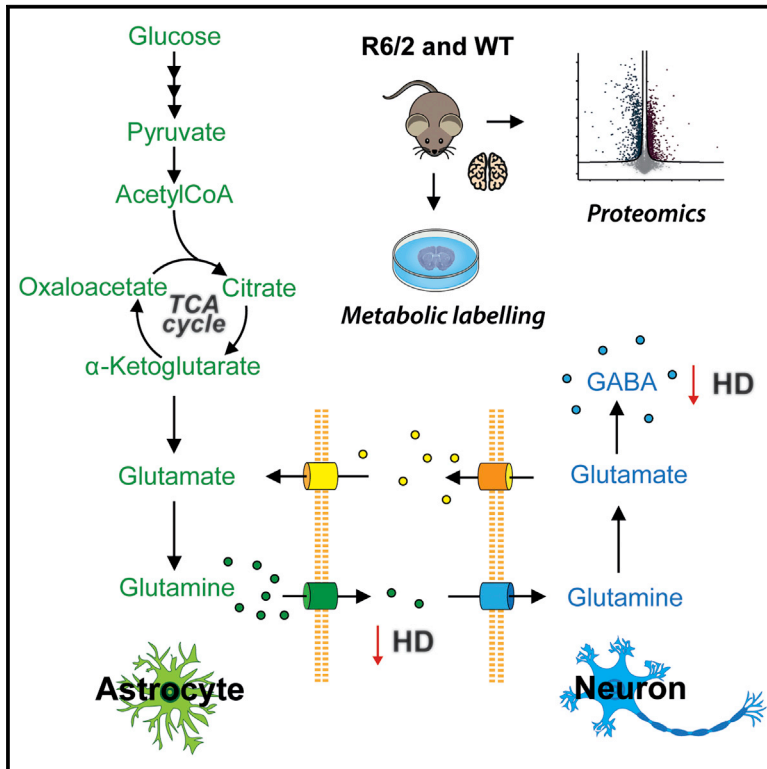 Glucose
Pyruvate
AcetylCoA
Oxaloacetate
Citrate
TCA
cycle
α-Ketoglutarate
Glutamate
Glutamine
Astrocyte
R6/2 and WT
Proteomics
Metabolic labelling
GABA
HD
Glutamate
Glutamine
HD
Neuron